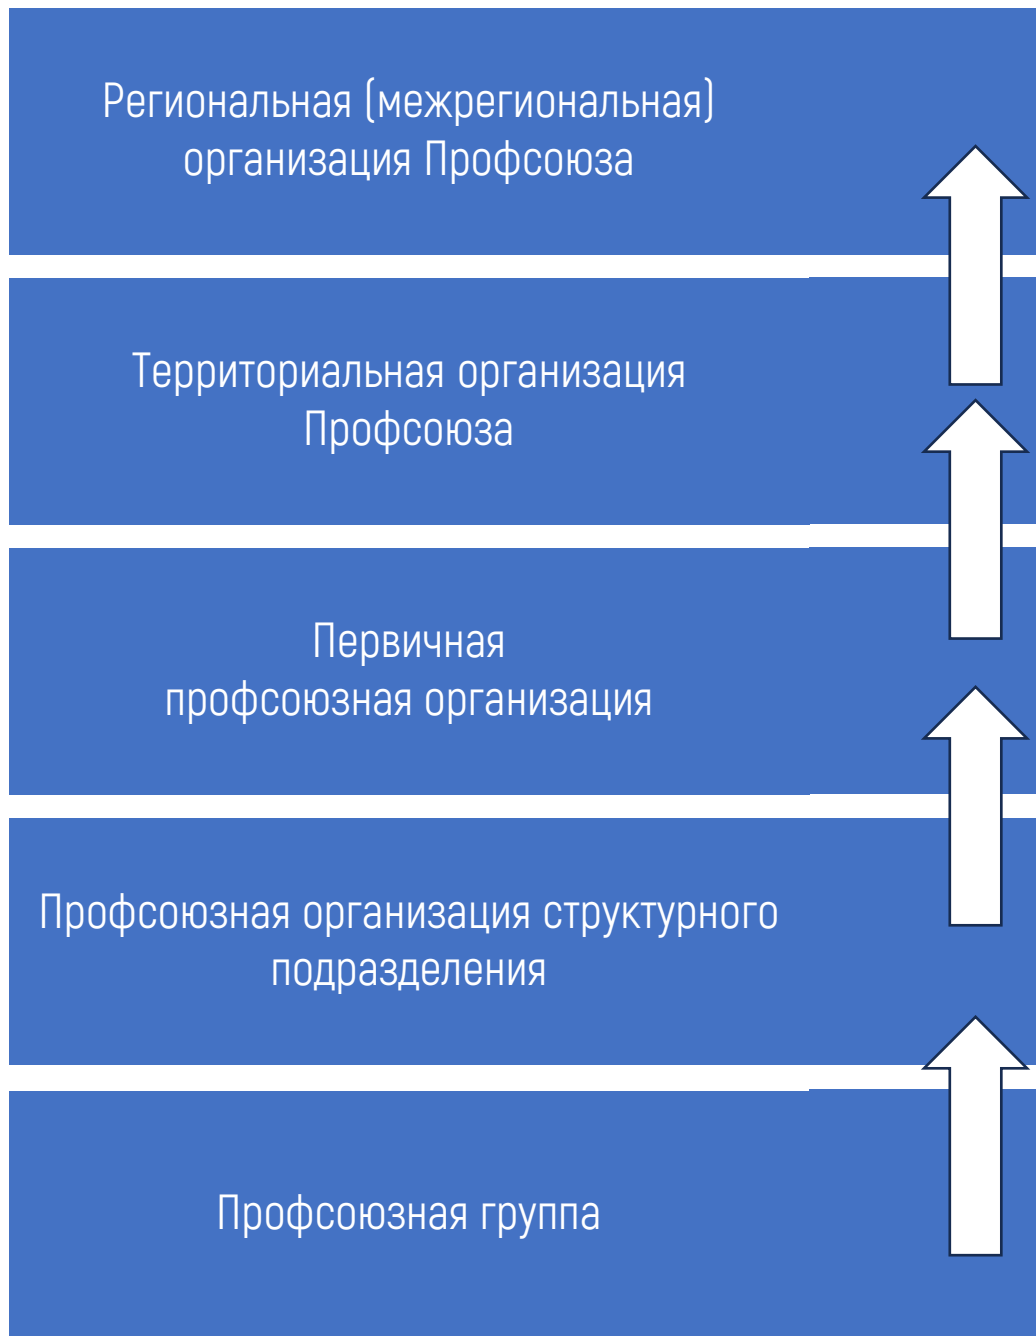 Региональная (межрегиональная)
организация Профсоюза
Территориальная организация
Профсоюза
Первичная
профсоюзная организация
Профсоюзная организация структурного
подразделения
Профсоюзная группа